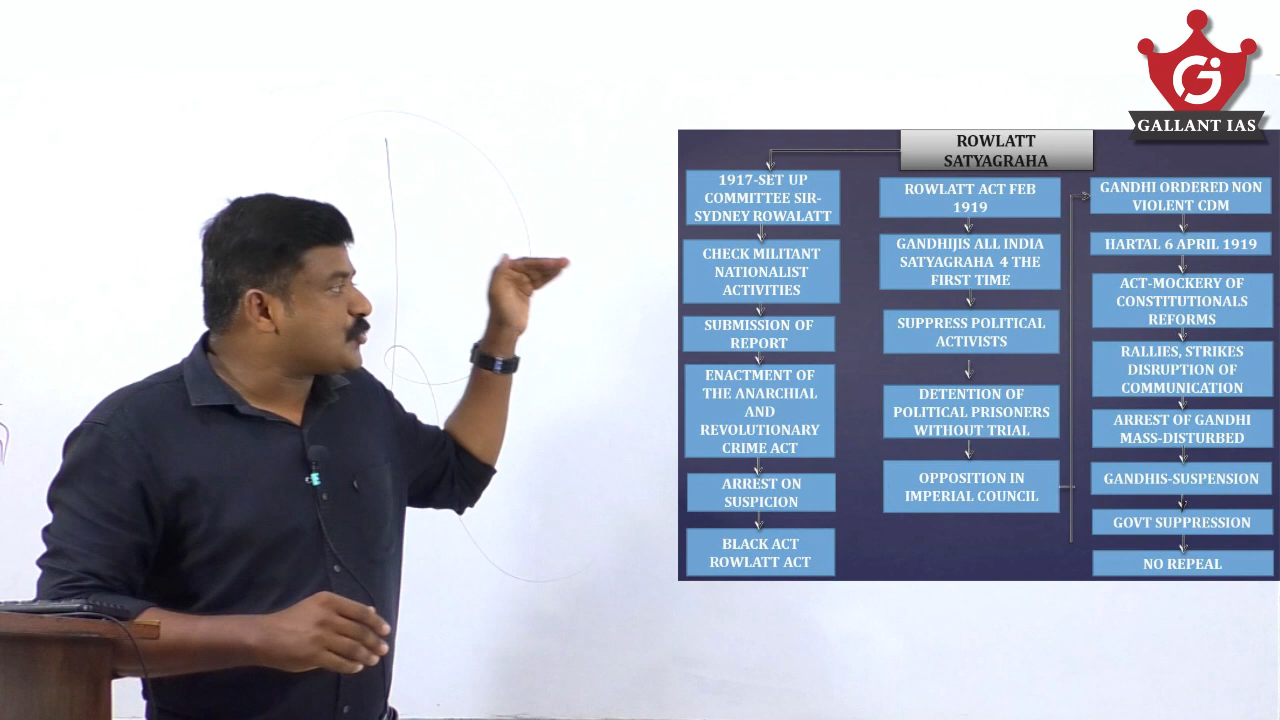 GALLANT IAS
ROWLATT
SATYAGRAHA
1917-SET UP
COMMITTEE SIR-
SYDNEY ROWALATT
CHECK MILITANT
NATIONALIST
ACTIVITIES
SUBMISSION OF
REPORT
ENACTMENT OF
THE ANARCHIAL
AND
REVOLUTIONARY
CRIME ACT
ARREST ON
SUSPICION
BLACK ACT
ROWLATT ACT
ROWLATT ACT FEB
1919
GANDHIJIS ALL INDIA
SATYAGRAHA 4 THE
FIRST TIME
SUPPRESS POLITICAL
ACTIVISTS
DETENTION OF
POLITICAL PRISONERS
WITHOUT TRIAL
OPPOSITION IN
IMPERIAL COUNCIL
GANDHI ORDERED NON
VIOLENT CDM
HARTAL 6 APRIL 1919
ACT-MOCKERY OF
CONSTITUTIONALS
REFORMS
RALLIES, STRIKES
DISRUPTION OF
COMMUNICATION
ARREST OF GANDHI
MASS-DISTURBED
GANDHIS-SUSPENSION
GOVT SUPPRESSION
NO REPEAL